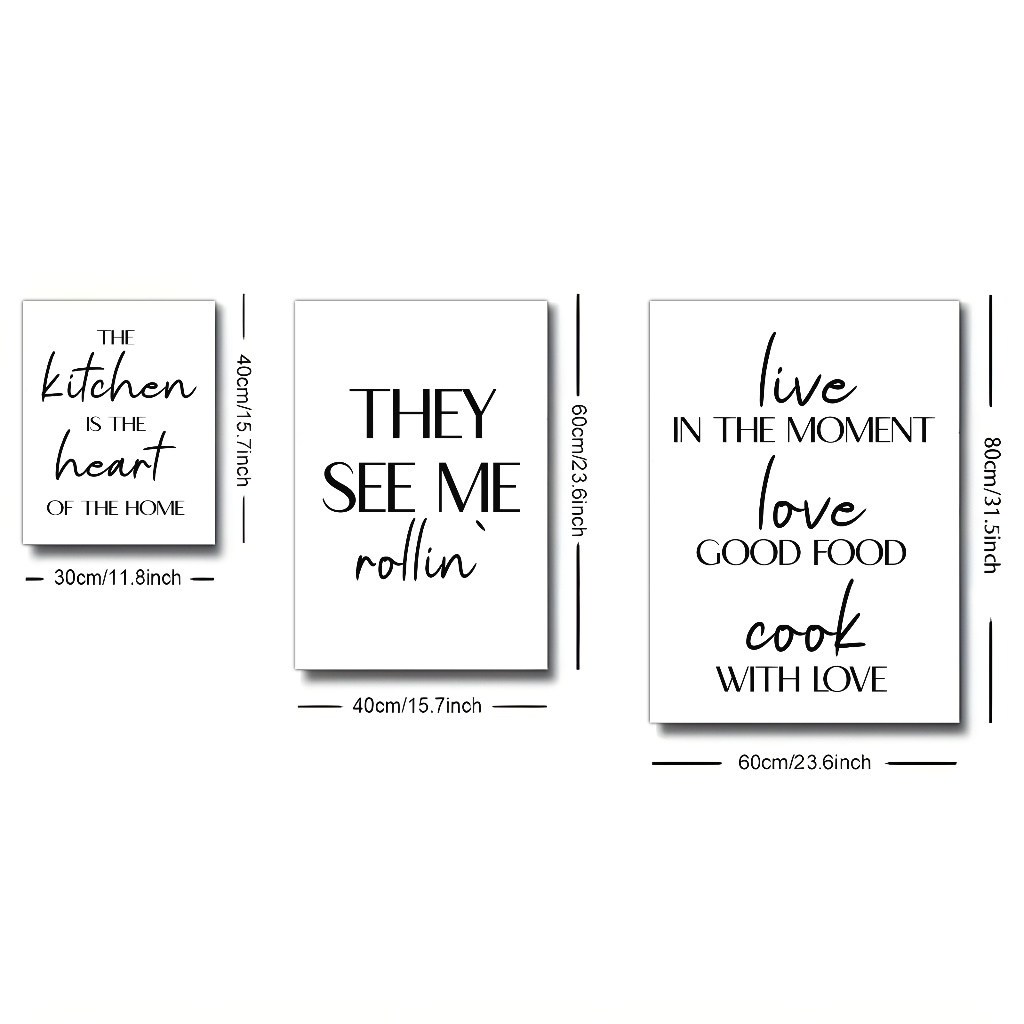 THE
kitchen
IS THE
heart
OF THE HOME
40cm/15.7inch
30cm/11.8inch
THEY
SEE ME
rollin`
60cm/23.6inch
40cm/15.7inch
live
IN THE MOMENT
love
GOOD FOOD
cook
WITH LOVE
80cm/31.5inch
60cm/23.6inch